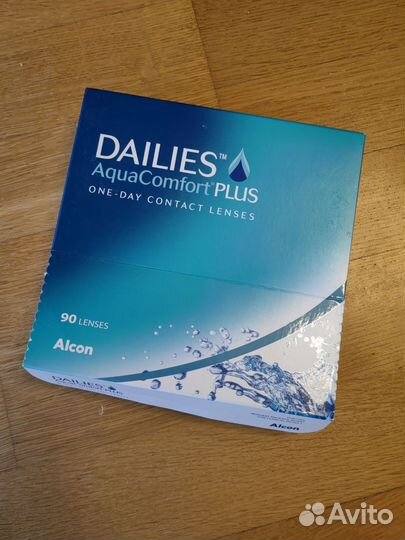 DAILIES™
AquaComfort®PLUS
ONE-DAY CONTACT LENSES
90 LENSES
Alcon
DAILIES
Alcon
Avito